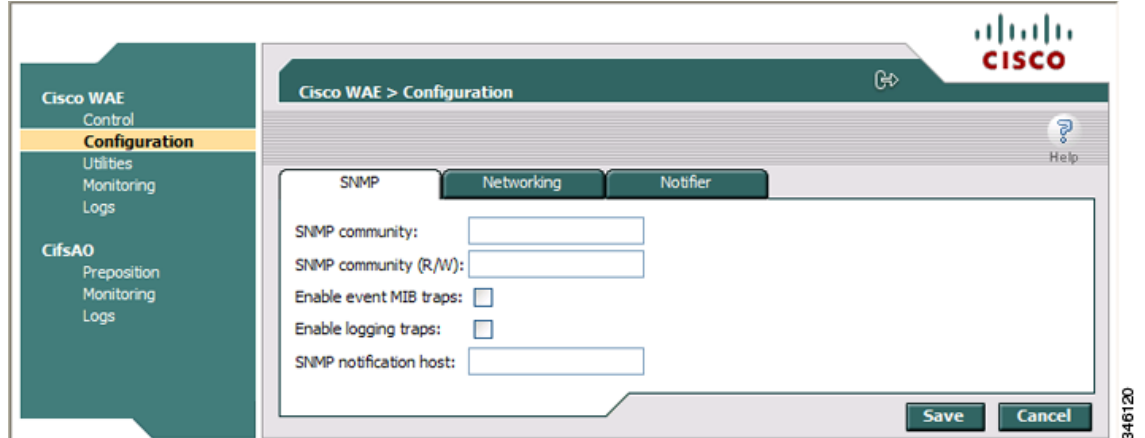 CISCO
Cisco WAE
Control
Configuration
Utilities
Monitoring
Logs
CifsAO
Preposition
Monitoring
Logs
Cisco WAE > Configuration
Help
SNMP Networking Notifier
SNMP community:
SNMP community (R/W):
Enable event MIB traps:
Enable logging traps:
SNMP notification host:
Save Cancel
346120